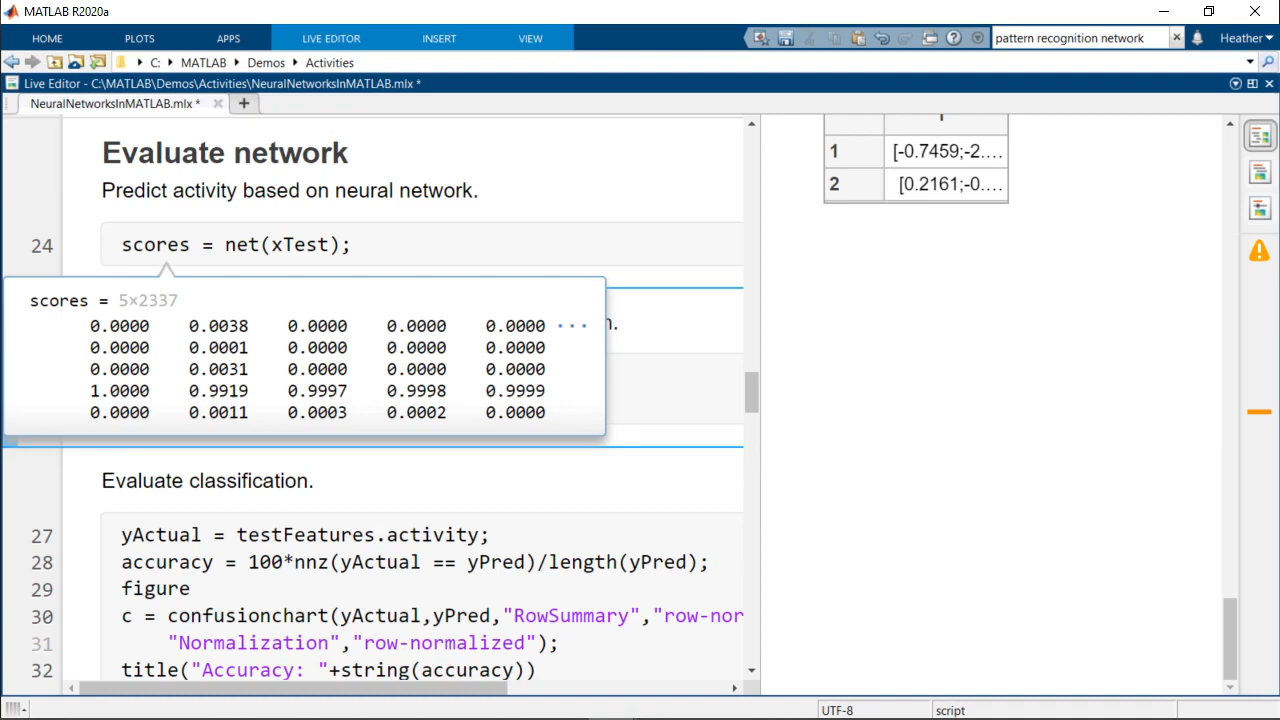 MATLAB R2020a
HOME PLOTS APPS LIVE EDITOR INSERT VIEW pattern recognition network Heather
C: MATLAB Demos Activities
Live Editor - C:\MATLAB\Demos\Activities\NeuralNetworksInMATLAB.mlx *
NeuralNetworksInMATLAB.mlx *
Evaluate network
Predict activity based on neural network.
24 scores = net(xTest);
scores = 5×2337
0.0000 0.0038 0.0000 0.0000 0.0000 ...
0.0000 0.0001 0.0000 0.0000 0.0000
0.0000 0.0031 0.0000 0.0000 0.0000
1.0000 0.9919 0.9997 0.9998 0.9999
0.0000 0.0011 0.0003 0.0002 0.0000
n.
Evaluate classification.
27 yActual = testFeatures.activity;
28 accuracy = 100*nnz(yActual == yPred)/length(yPred);
29 figure
30 c = confusionchart(yActual,yPred,"RowSummary","row-nor
31 "Normalization","row-normalized");
32 title("Accuracy: "+string(accuracy))
1 [-0.7459;-2....
2 [0.2161;-0....
UTF-8 script